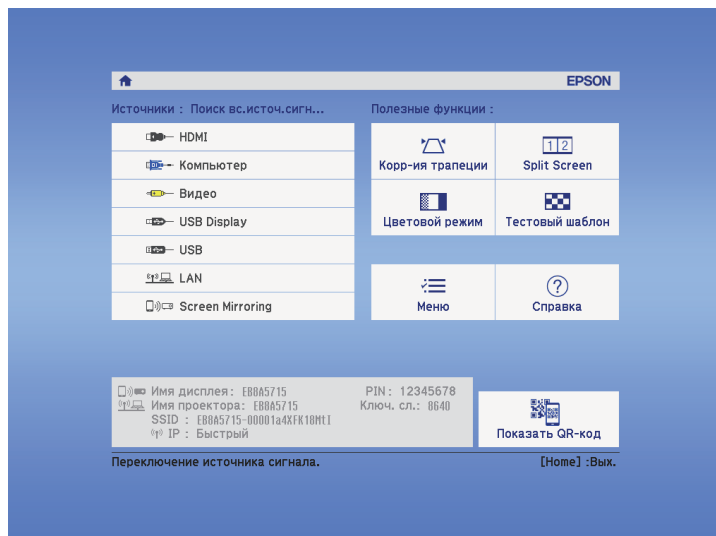 EPSON
Источники : Поиск вс.источ.сигн...
HDMI
Компьютер
Видео
USB Display
USB
LAN
Screen Mirroring
Полезные функции :
Корр-ия трапеции
1 2
Split Screen
Цветовой режим
Тестовый шаблон
Меню
?
Справка
Имя дисплея : EB8A5715
PIN : 12345678
Имя проектора: EB8A5715
Ключ. сл.: 8640
SSID : EB8A5715-00001a4XFK18MtI
IP : Быстрый
Показать QR-код
Переключение источника сигнала.
[Home] :Вых.